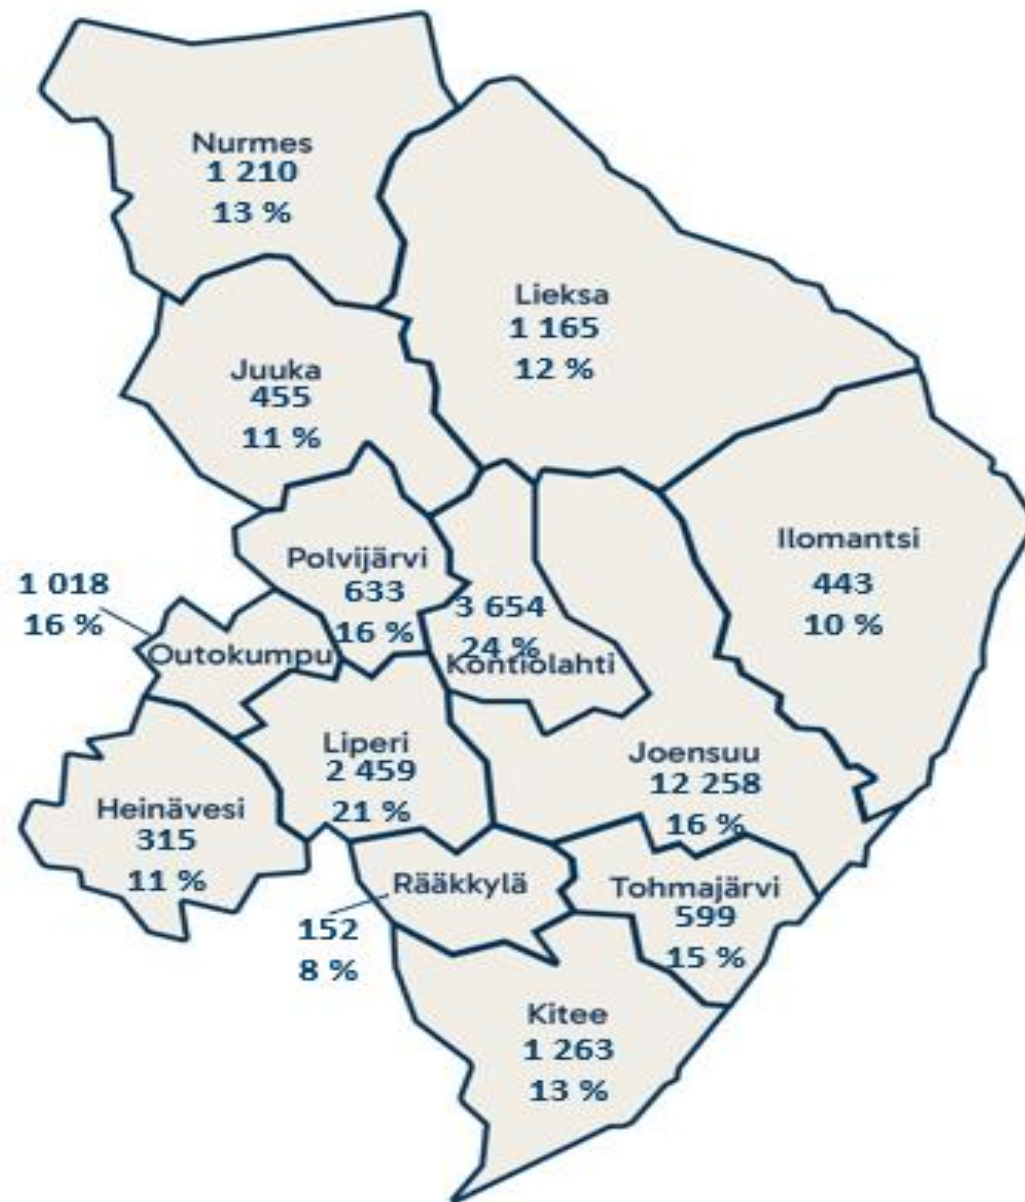 Nurmes
1 210
13 %
Lieksa
1 165
12 %
Juuka
455
11 %
Ilomantsi
443
10 %
Polvijärvi
633
16 %
1 018
16 %
Outokumpu
3 654
24 %
Kontiolahti
Liperi
2 459
21 %
Joensuu
12 258
16 %
Heinävesi
315
11 %
Rääkkylä
152
8 %
Tohmajärvi
599
15 %
Kitee
1 263
13 %